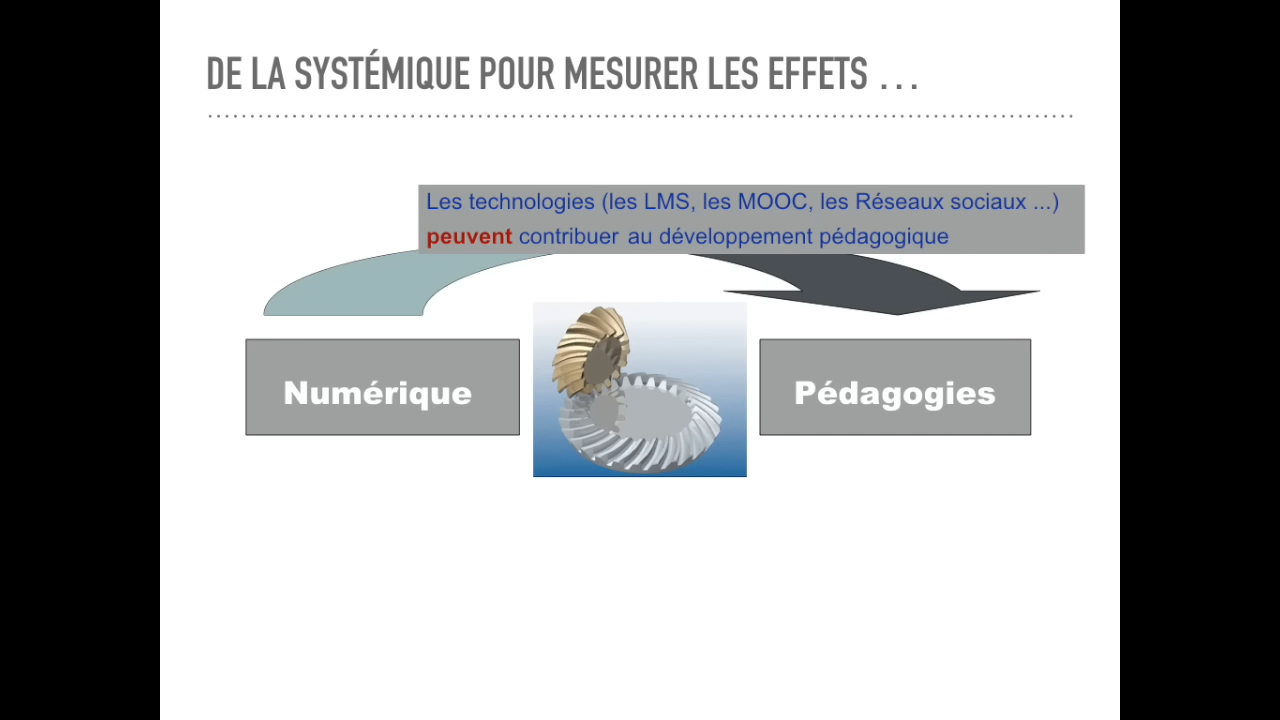 DE LA SYSTÉMIQUE POUR MESURER LES EFFETS …
Les technologies (les LMS, les MOOC, les Réseaux sociaux ...)
peuvent contribuer au développement pédagogique
Numérique
Pédagogies